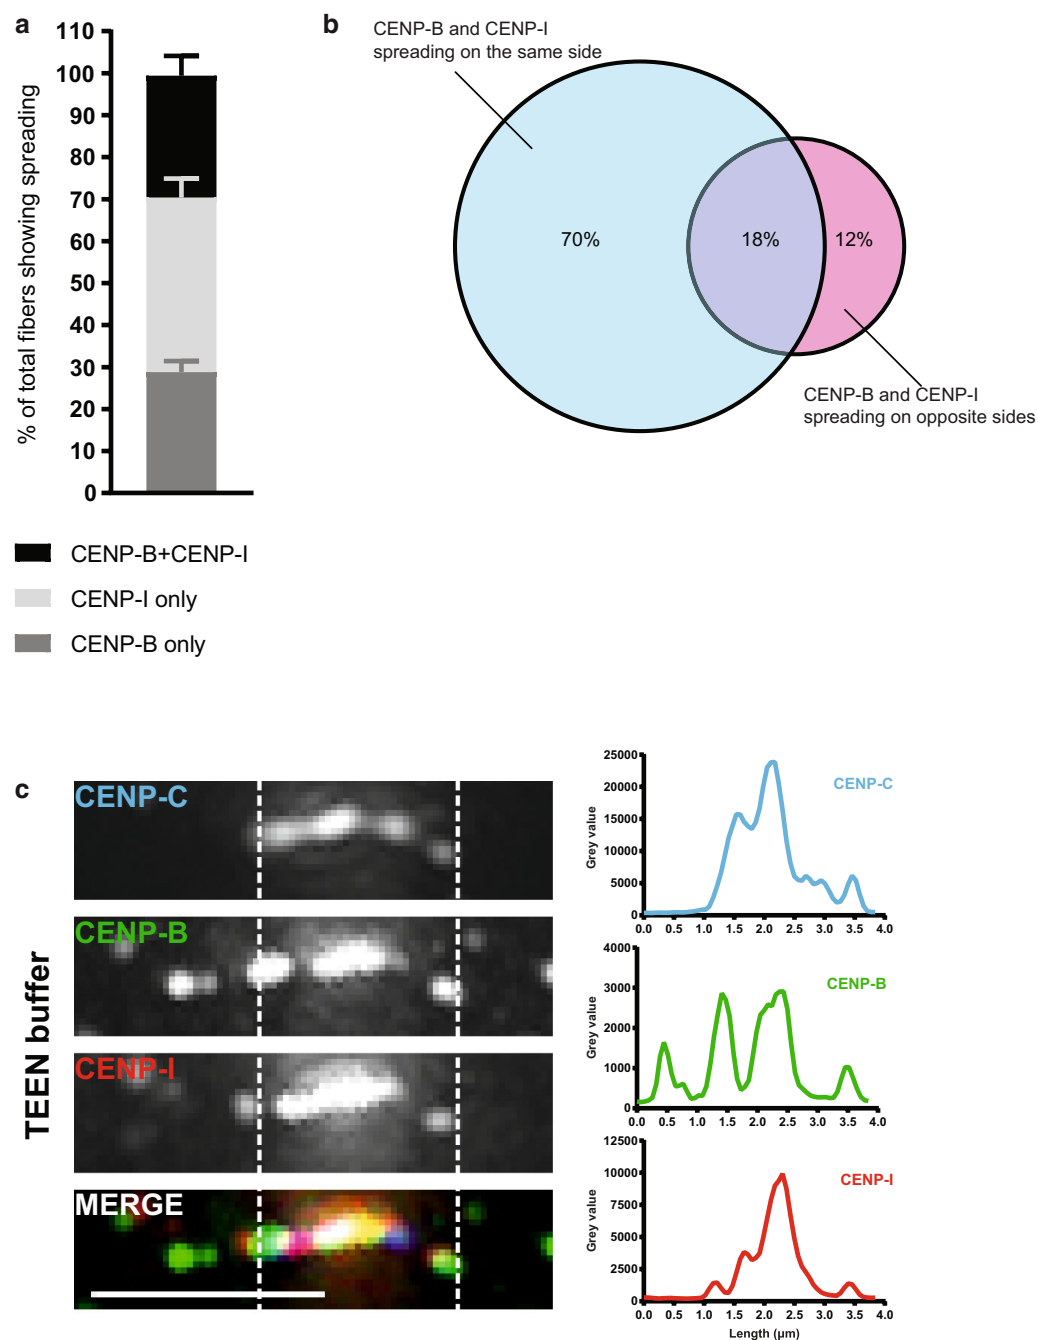 a
% of total fibers showing spreading
110
100
90
80
70
60
50
40
30
20
10
0
CENP-B+CENP-I
CENP-I only
CENP-B only
b
CENP-B and CENP-I
spreading on the same side
70%
18%
12%
CENP-B and CENP-I
spreading on opposite sides
c
TEEN buffer
CENP-C
CENP-B
CENP-I
MERGE
25000
20000
15000
10000
5000
0
Grey value
CENP-C
0.0 0.5 1.0 1.5 2.0 2.5 3.0 3.5 4.0
4000
3000
2000
1000
0
Grey value
CENP-B
0.0 0.5 1.0 1.5 2.0 2.5 3.0 3.5 4.0
12500
10000
7500
5000
2500
0
Grey value
CENP-I
0.0 0.5 1.0 1.5 2.0 2.5 3.0 3.5 4.0
Length (µm)